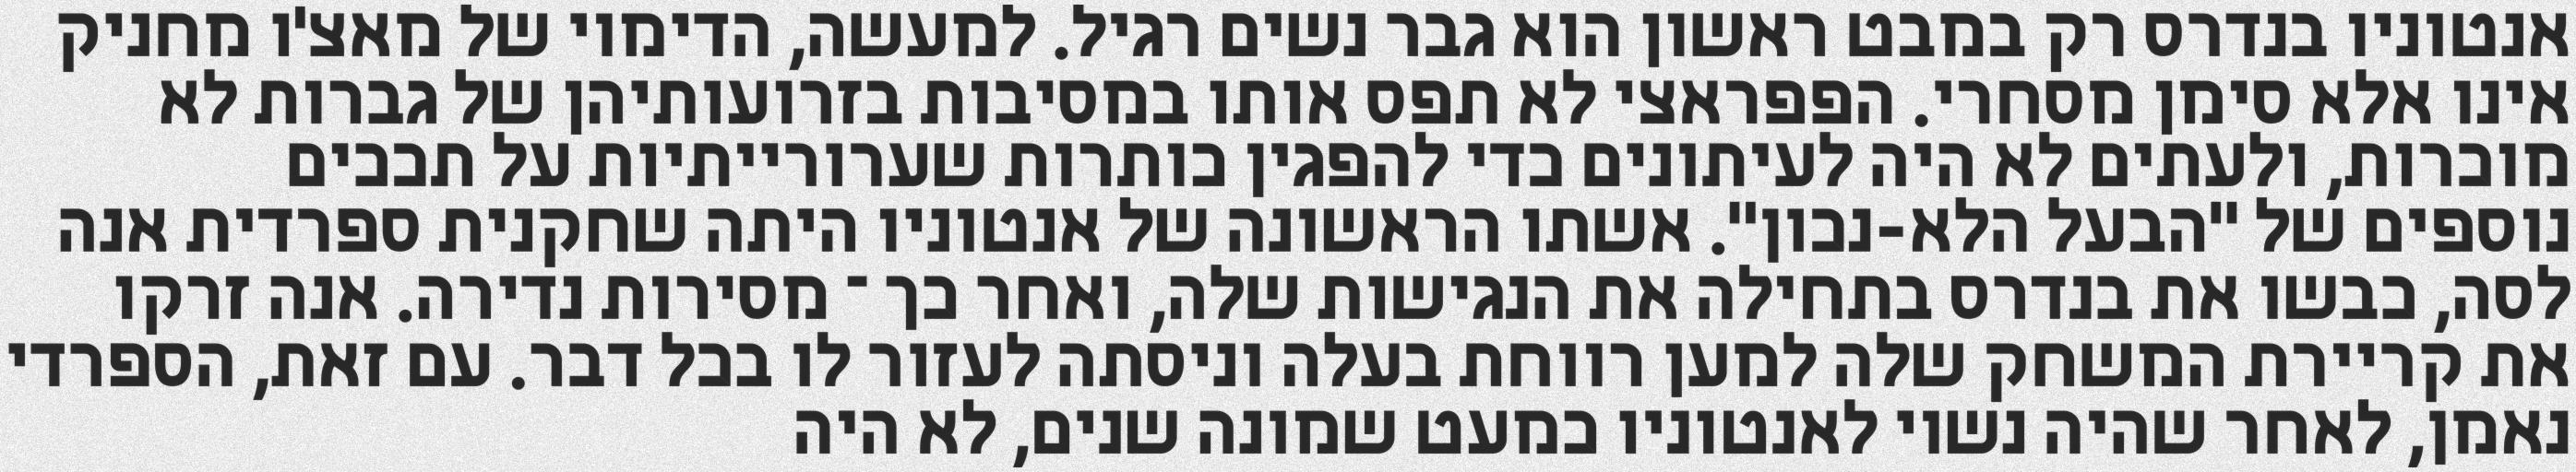 אנטוניו בנדרס רק במבט ראשון הוא גבר נשים רגיל. למעשה, הדימוי של מאצ'ו מחניק
אינו אלא סימן מסחרי. הפפראצי לא תפס אותו במסיבות בזרועותיהן של גברות לא
מוכרות, ולעתים לא היה לעיתונים כדי להפגין כותרות שערורייתיות על תככים
נוספים של "הבעל הלא-נכון". אשתו הראשונה של אנטוניו היתה שחקנית ספרדית אנה
לסה, כבשו את בנדרס בתחילה את הנגישות שלה, ואחר כך ־ מסירות נדירה. אנה זרקו
את קריירת המשחק שלה למען רווחת בעלה וניסתה לעזור לו בכל דבר. עם זאת, הספרדי
נאמן, לאחר שהיה נשוי לאנטוניו כמעט שמונה שנים, לא היה